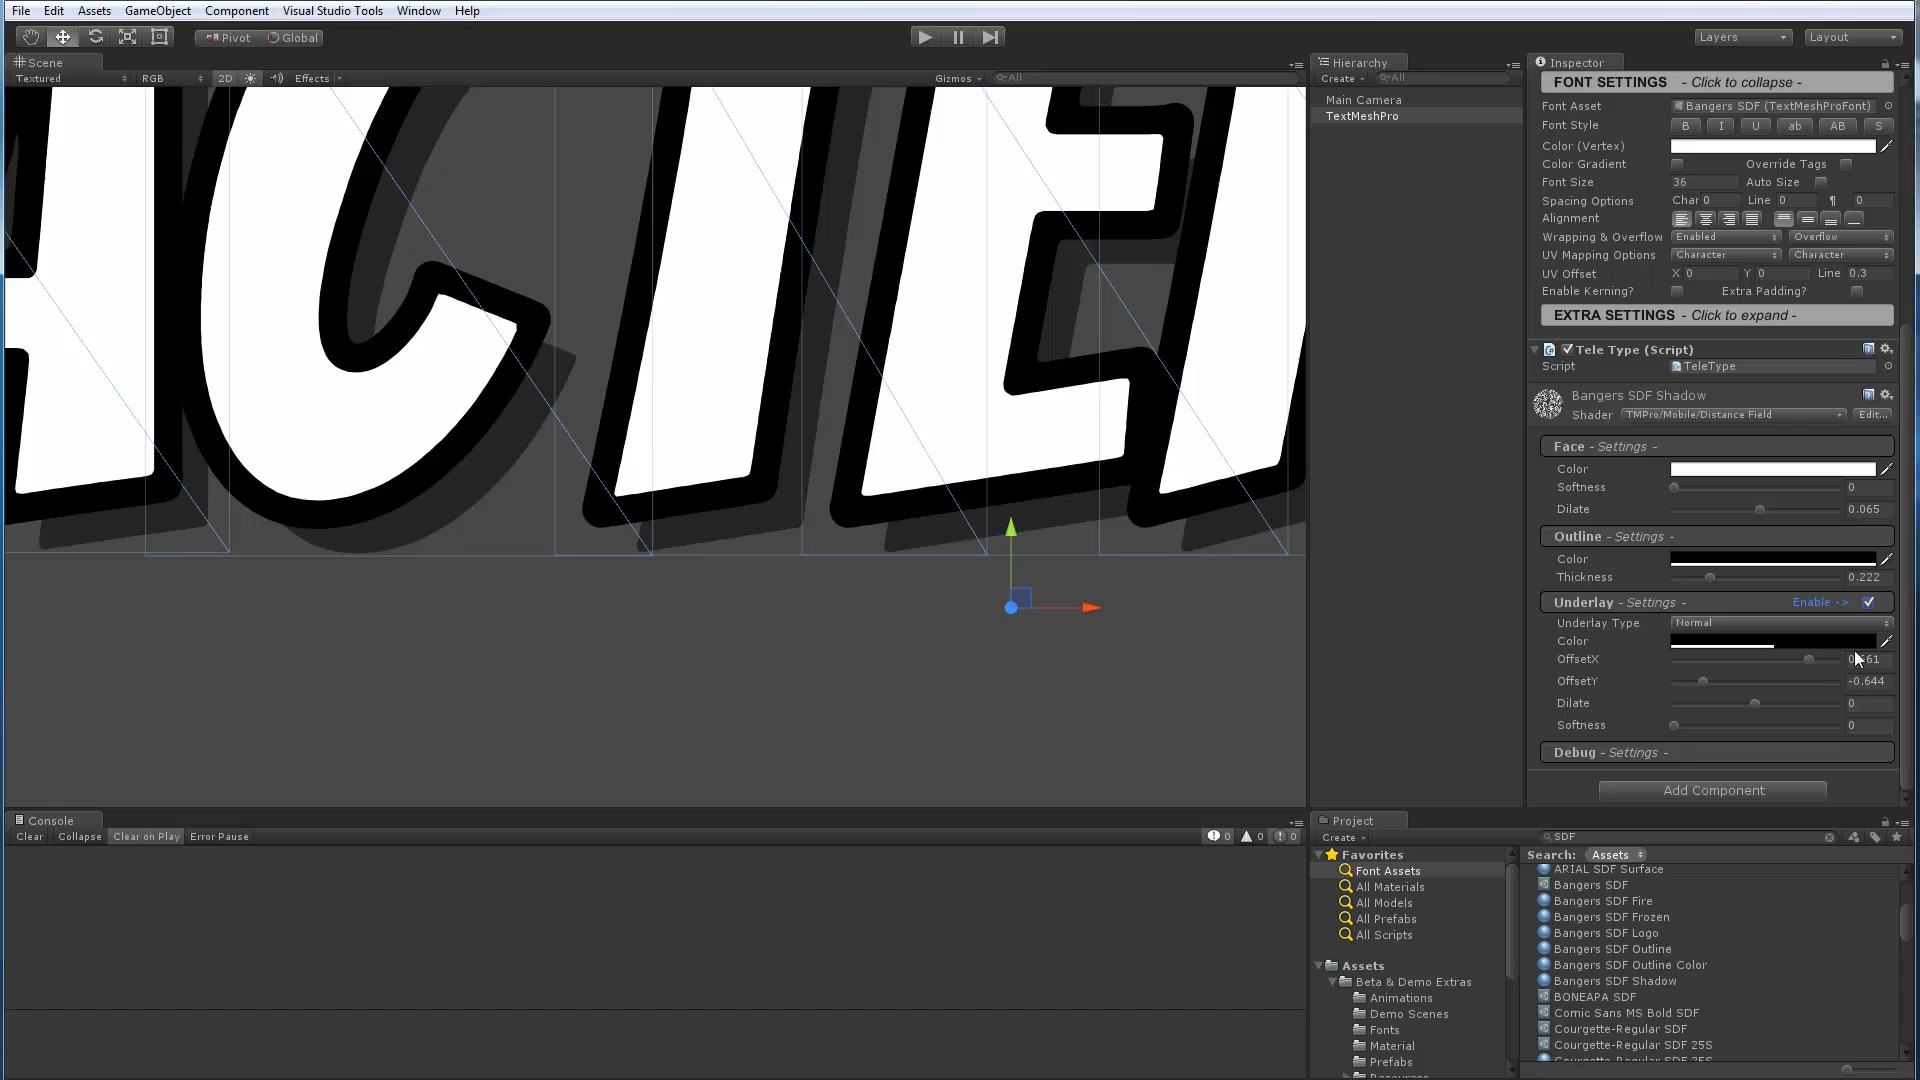 File Edit Assets GameObject Component Visual Studio Tools Window Help
Pivot Global Layers Layout
Scene
Textured RGB 2D Effects Gizmos All
ACIE
Hierarchy
Create All
Main Camera
TextMeshPro
Inspector
FONT SETTINGS - Click to collapse -
Font Asset Bangers SDF (TextMeshProFont)
Font Style B I U ab AB S
Color (Vertex)
Color Gradient Override Tags
Font Size 36 Auto Size
Spacing Options Char 0 Line 0 ¶ 0
Alignment
Wrapping & Overflow Enabled Overflow
UV Mapping Options Character Character
UV Offset X 0 Y 0 Line 0.3
Enable Kerning? Extra Padding?
EXTRA SETTINGS - Click to expand -
Tele Type (Script)
Script TeleType
Bangers SDF Shadow
Shader TMPro/Mobile/Distance Field Edit...
Face - Settings -
Color
Softness 0
Dilate 0.065
Outline - Settings -
Color
Thickness 0.222
Underlay - Settings - Enable ->
Underlay Type Normal
Color
OffsetX
OffsetY -0.644
Dilate 0
Softness 0
Debug - Settings -
Add Component
Console
Clear Collapse Clear on Play Error Pause 0 0 0
Project
Create SDF
Favorites
Font Assets
All Materials
All Models
All Prefabs
All Scripts
Assets
Beta & Demo Extras
Animations
Demo Scenes
Fonts
Material
Prefabs
Search: Assets
ARIAL SDF Surface
Bangers SDF
Bangers SDF Fire
Bangers SDF Frozen
Bangers SDF Logo
Bangers SDF Outline
Bangers SDF Outline Color
Bangers SDF Shadow
BONEAPA SDF
Comic Sans MS Bold SDF
Courgette-Regular SDF
Courgette-Regular SDF 25S